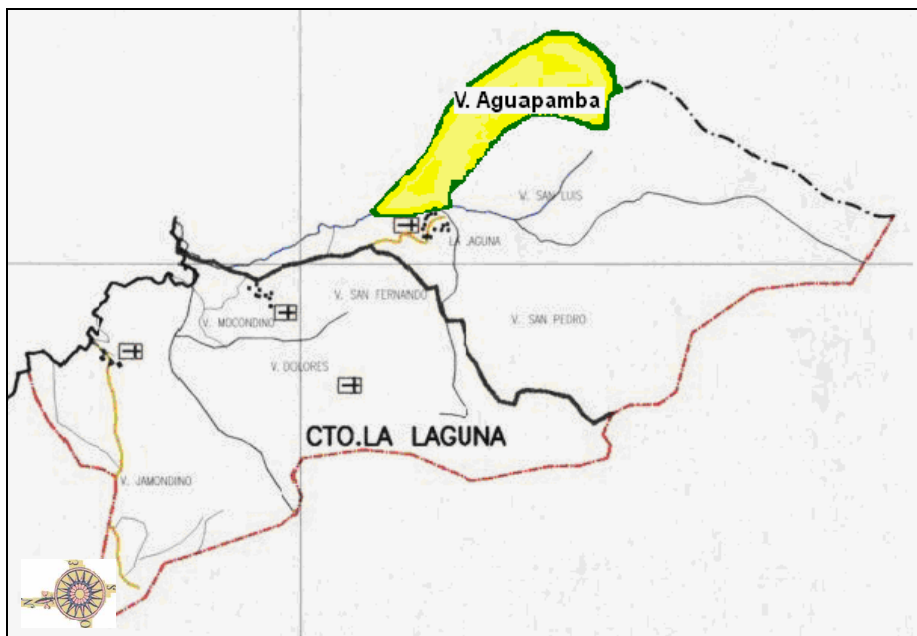 V. Aguapamba
V. SAN LUIS
LA LAGUNA
V. SAN FERNANDO
V. MOCONDINO
V. SAN PEDRO
V. DOLORES
CTO. LA LAGUNA
V. JAMONDINO